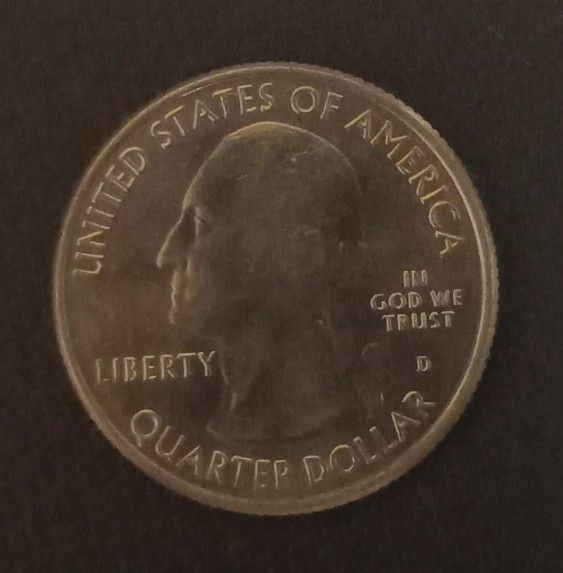 UNITED STATES OF AMERICA
IN
GOD WE
TRUST
LIBERTY
D
QUARTER DOLLAR